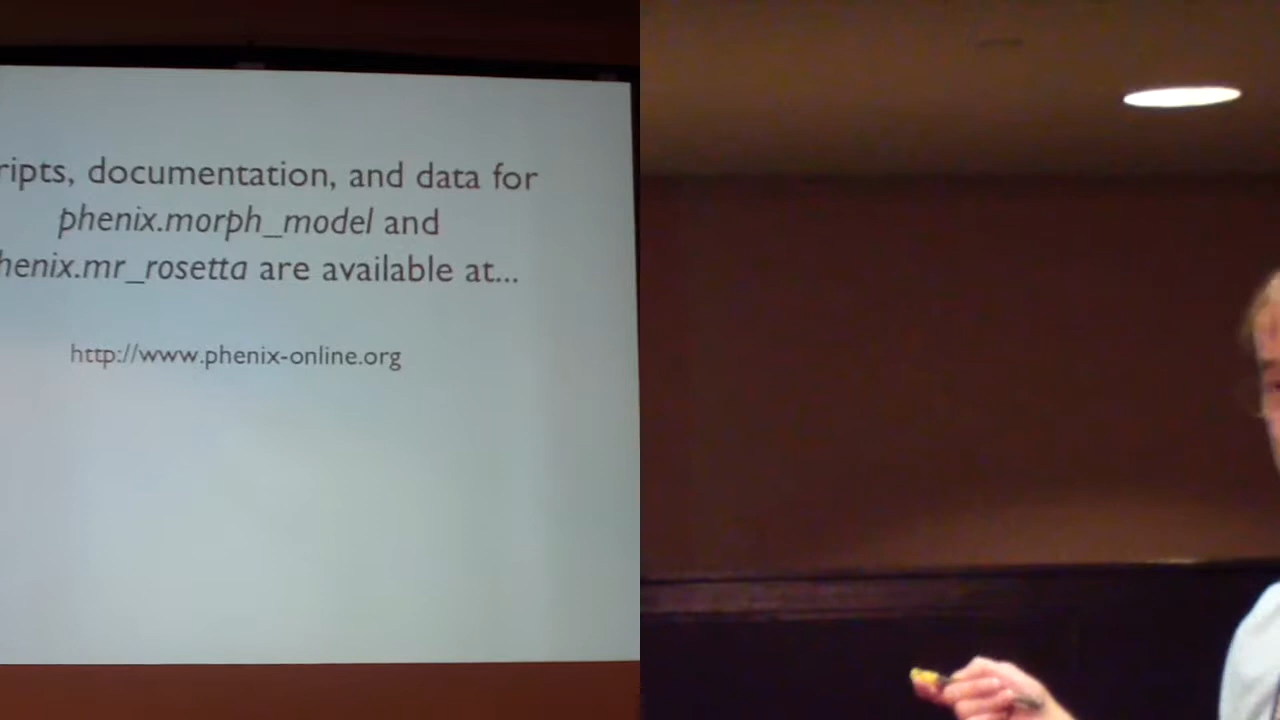 ripts, documentation, and data for
phenix.morph_model and
henix.mr_rosetta are available at...
http://www.phenix-online.org